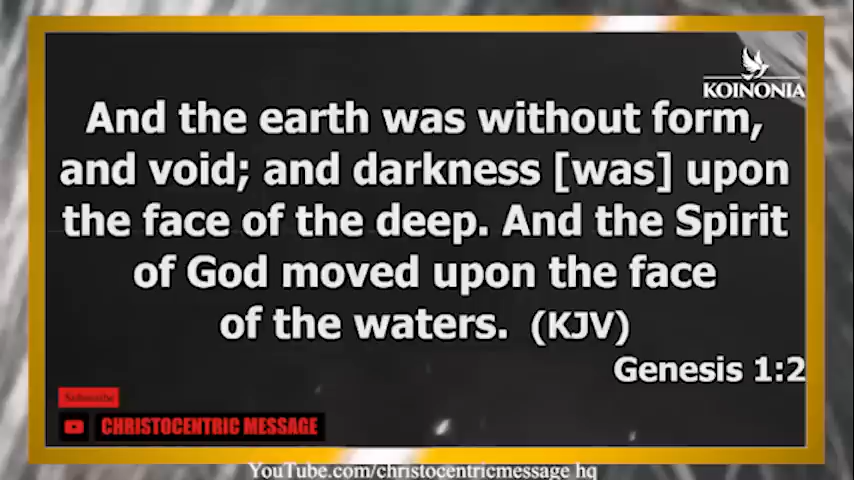 KOINONIA
And the earth was without form,
and void; and darkness [was] upon
the face of the deep. And the Spirit
of God moved upon the face
of the waters. (KJV)
Genesis 1:2
Subscribe
CHRISTOCENTRIC MESSAGE
YouTube.com/christocentricmessage hq